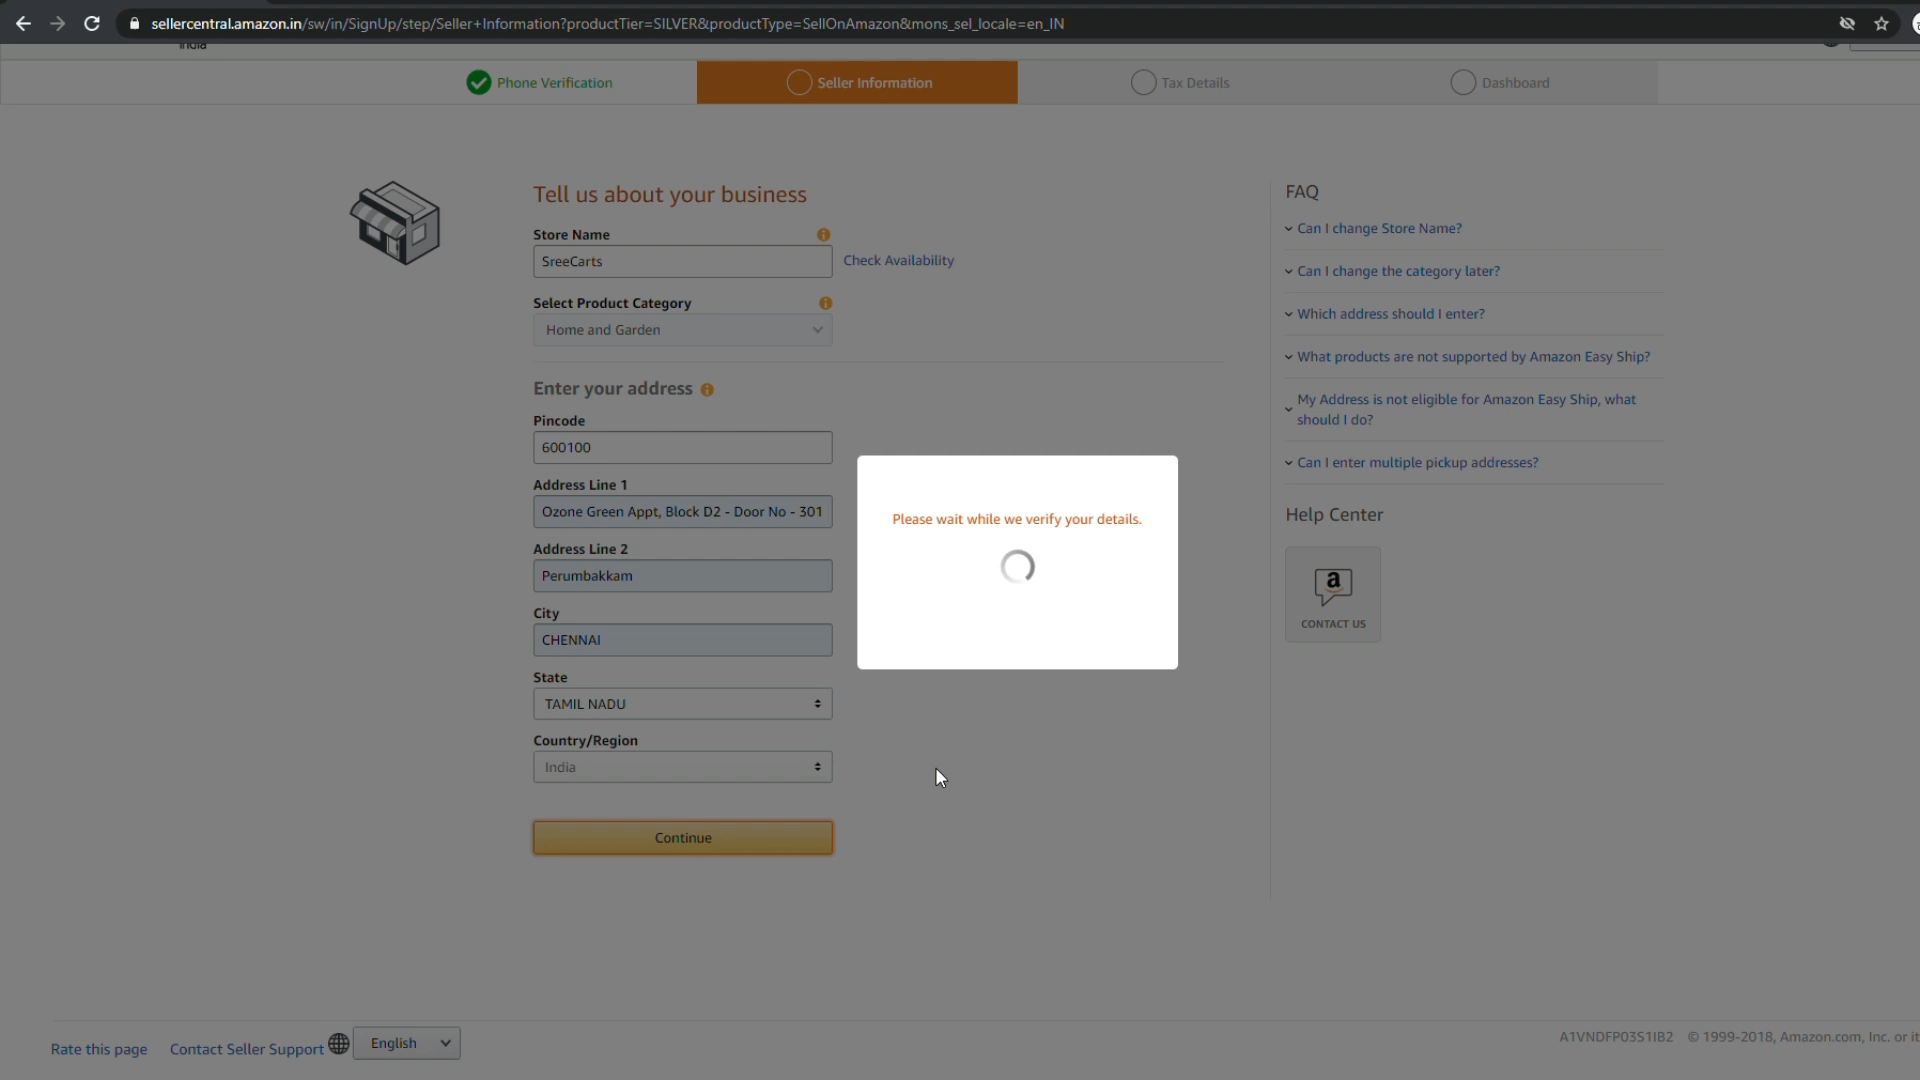 sellercentral.amazon.in/sw/in/SignUp/step/Seller+Information?productTier=SILVER&productType=SellOnAmazon&mons_sel_locale=en_IN
India
Phone Verification
Seller Information
Tax Details
Dashboard
Tell us about your business
Store Name
SreeCarts
Check Availability
Select Product Category
Home and Garden
Enter your address
Pincode
600100
Address Line 1
Ozone Green Appt, Block D2 - Door No - 301
Address Line 2
Perumbakkam
City
CHENNAI
State
TAMIL NADU
Country/Region
India
Continue
Please wait while we verify your details.
FAQ
Can I change Store Name?
Can I change the category later?
Which address should I enter?
What products are not supported by Amazon Easy Ship?
My Address is not eligible for Amazon Easy Ship, what
should I do?
Can I enter multiple pickup addresses?
Help Center
a
CONTACT US
Rate this page
Contact Seller Support
English
A1VNDFP03S1IB2 © 1999-2018, Amazon.com, Inc. or it